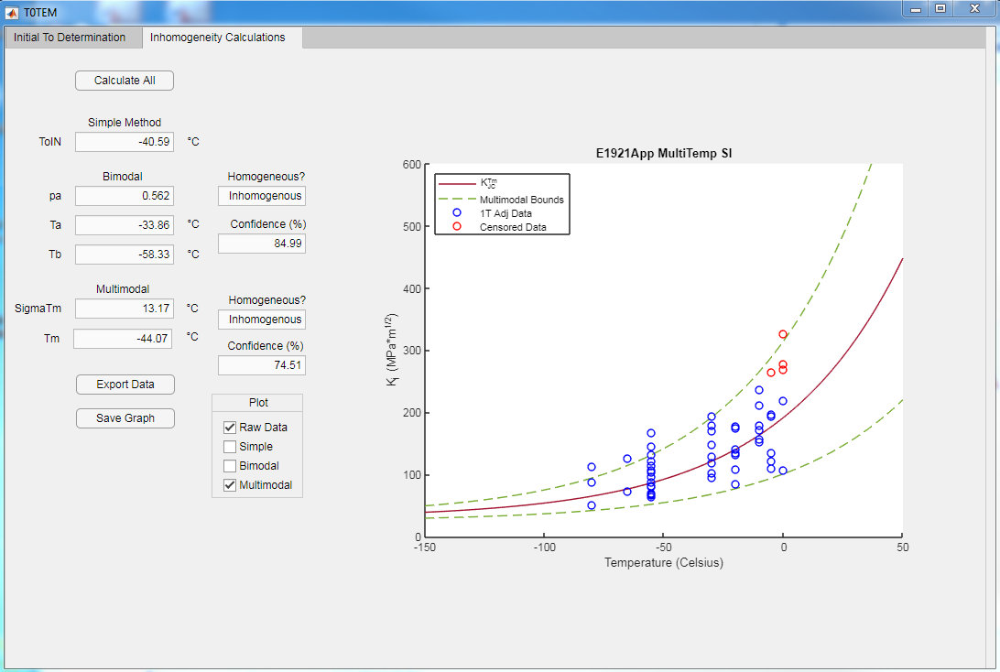 T0TEM
Initial To Determination
Inhomogeneity Calculations
Calculate All
Simple Method
ToIN -40.59 °C
Bimodal
pa 0.562
Ta -33.86 °C
Tb -58.33 °C
Homogeneous?
Inhomogenous
Confidence (%)
84.99
Multimodal
SigmaTm 13.17 °C
Tm -44.07 °C
Homogeneous?
Inhomogenous
Confidence (%)
74.51
Export Data
Save Graph
Plot
Raw Data
Simple
Bimodal
Multimodal
E1921App MultiTemp SI
K_{JC}^{Tm}
Multimodal Bounds
1T Adj Data
Censored Data
600
500
400
300
200
100
0
K_j (MPa*m^{1/2})
-150 -100 -50 0 50
Temperature (Celsius)